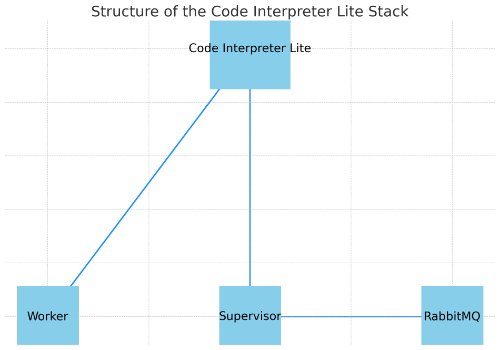 Structure of the Code Interpreter Lite Stack
Code Interpreter Lite
Worker
Supervisor
RabbitMQ